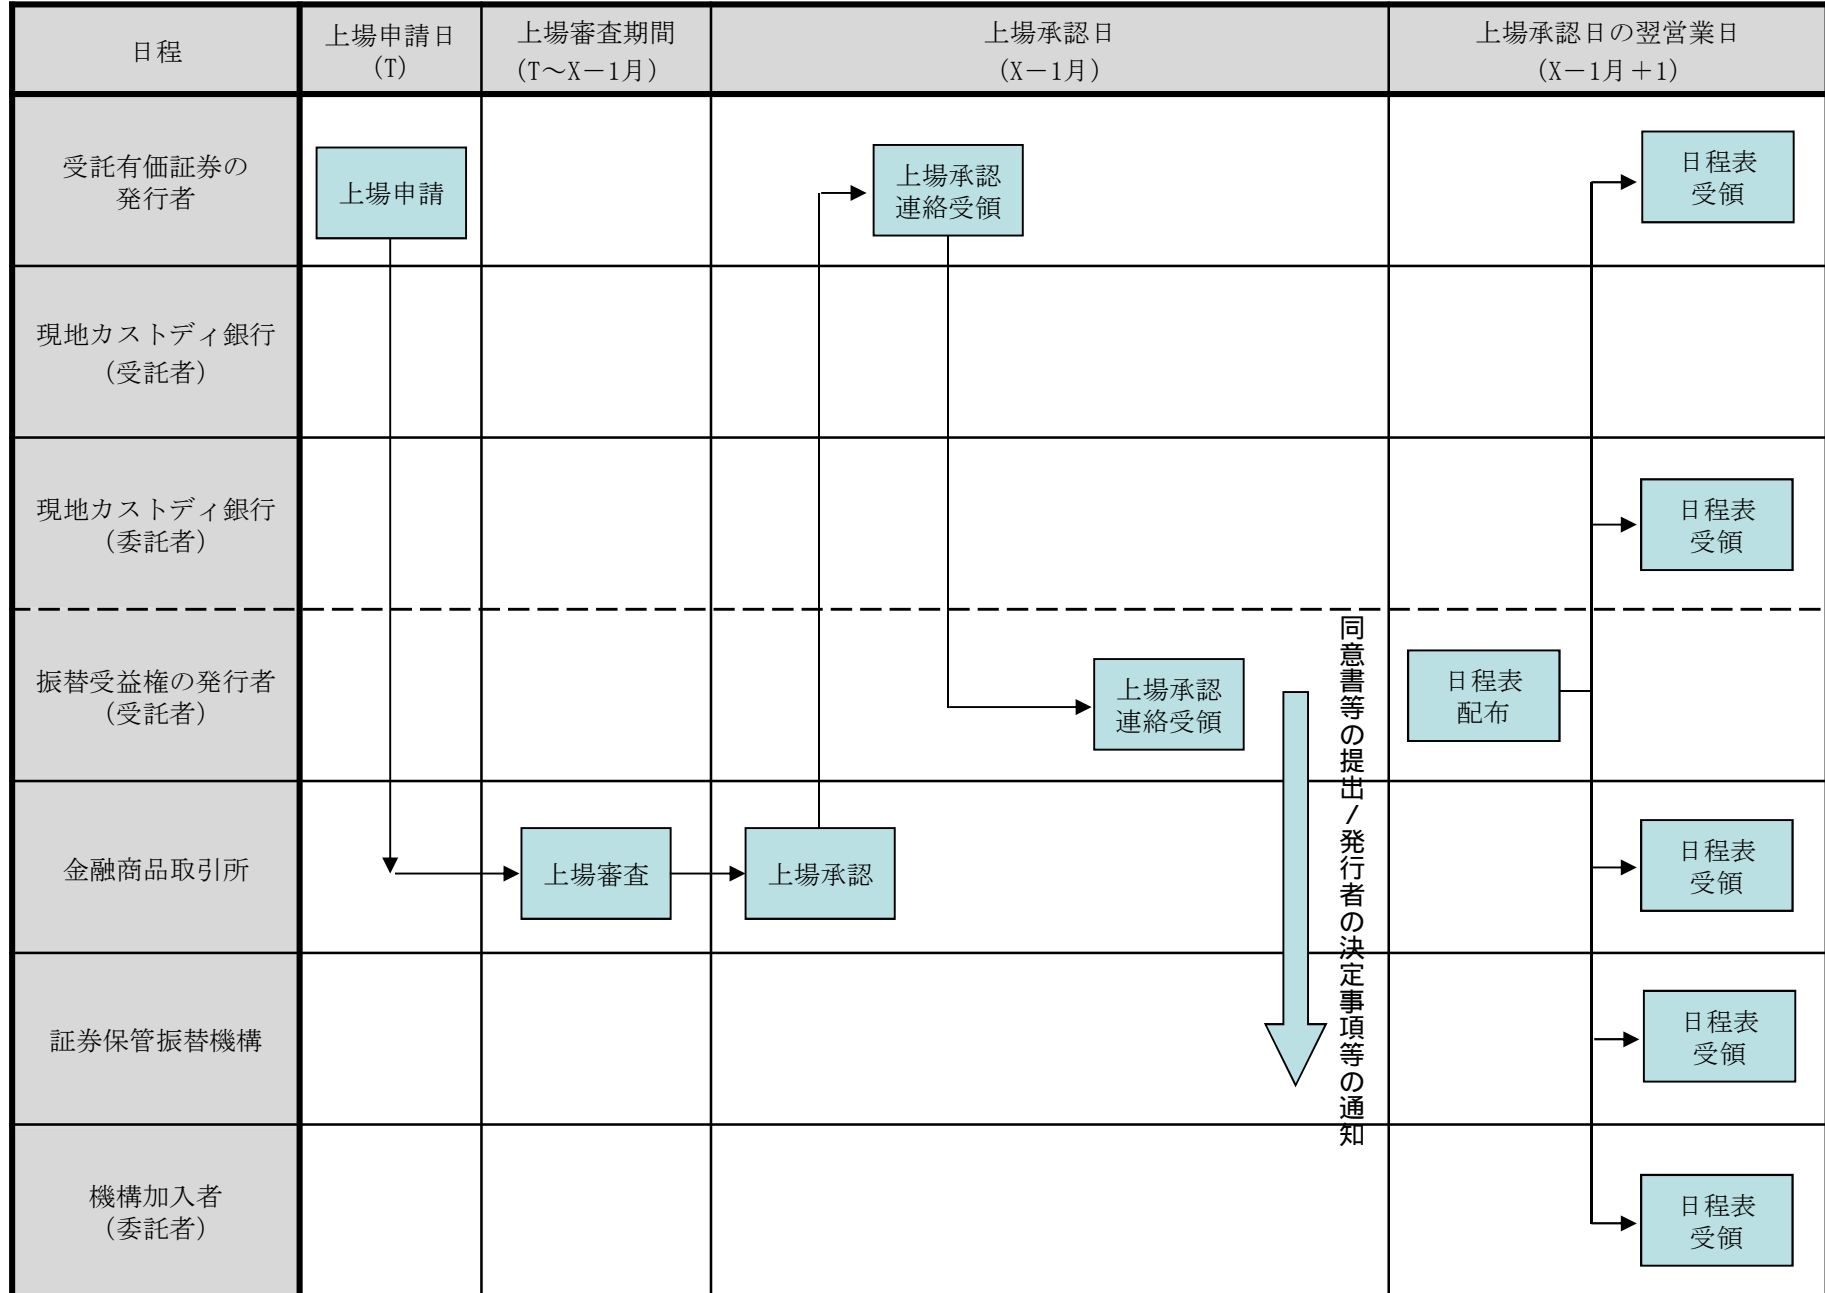 日程
上場申請日
(T)
上場審査期間
(T～X－1月)
上場承認日
(X－1月)
上場承認日の翌営業日
(X－1月＋1)
受託有価証券の
発行者
上場申請
上場承認
連絡受領
日程表
受領
現地カストディ銀行
(受託者)
現地カストディ銀行
(委託者)
日程表
受領
振替受益権の発行者
(受託者)
上場承認
連絡受領
同意書等の提出/発行者の決定事項等の通知
日程表
配布
金融商品取引所
上場審査
上場承認
日程表
受領
証券保管振替機構
日程表
受領
機構加入者
(委託者)
日程表
受領